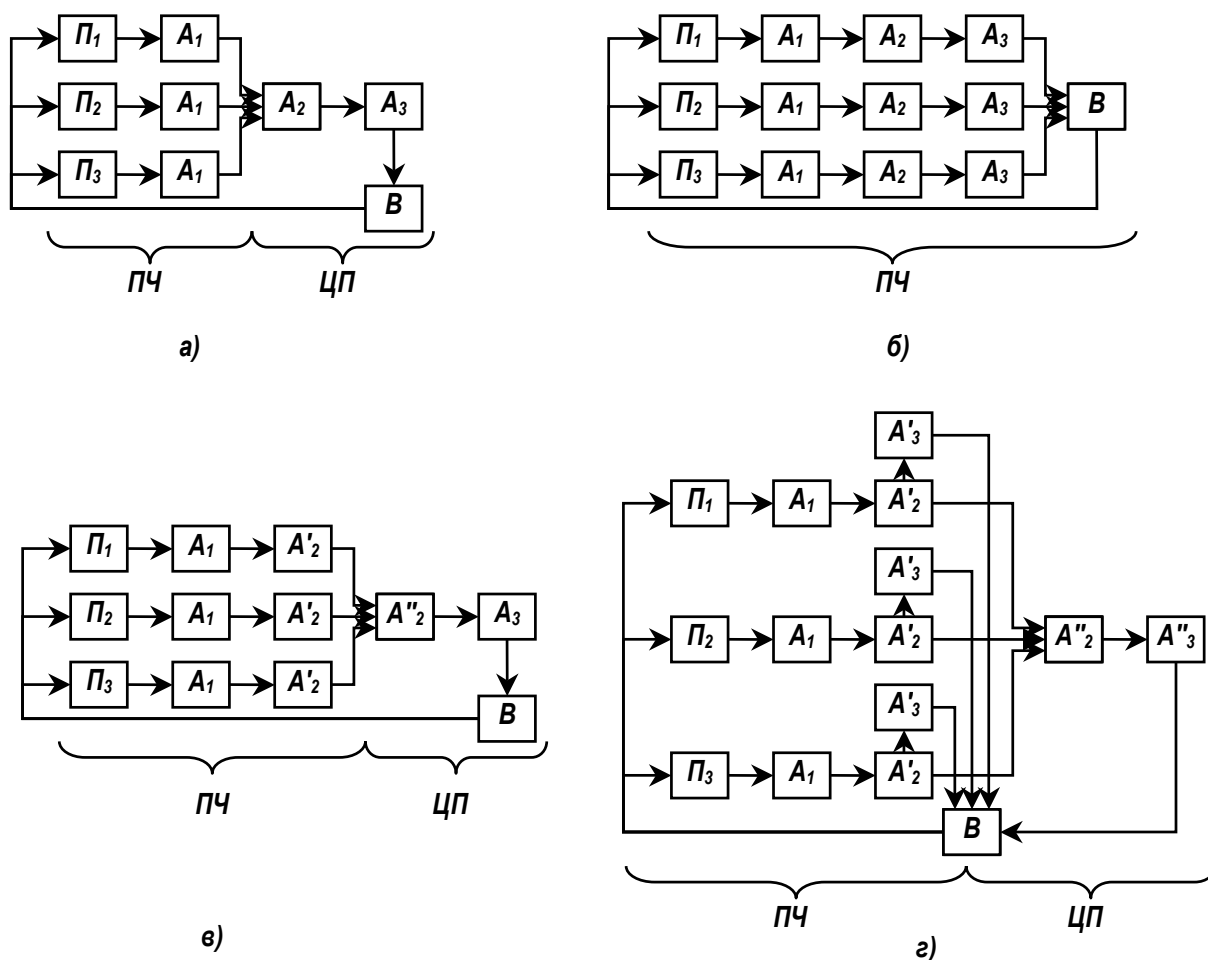 П1 А1
П2 А1 А2 А3
П3 А1
В
ПЧ ЦП
а)
П1 А1 А2 А3
П2 А1 А2 А3 В
П3 А1 А2 А3
ПЧ
б)
П1 А1 А'2
П2 А1 А'2 А''2 А3
П3 А1 А'2
В
ПЧ ЦП
в)
А'3
П1 А1 А'2
А'3
П2 А1 А'2 А''2 А''3
А'3
П3 А1 А'2
В
ПЧ ЦП
г)